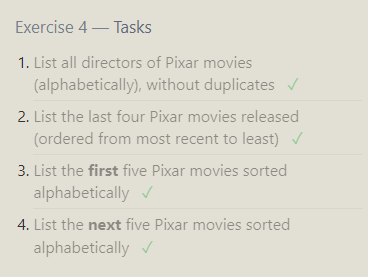 Exercise 4 — Tasks
1. List all directors of Pixar movies
(alphabetically), without duplicates ✓
2. List the last four Pixar movies released
(ordered from most recent to least) ✓
3. List the first five Pixar movies sorted
alphabetically ✓
4. List the next five Pixar movies sorted
alphabetically ✓